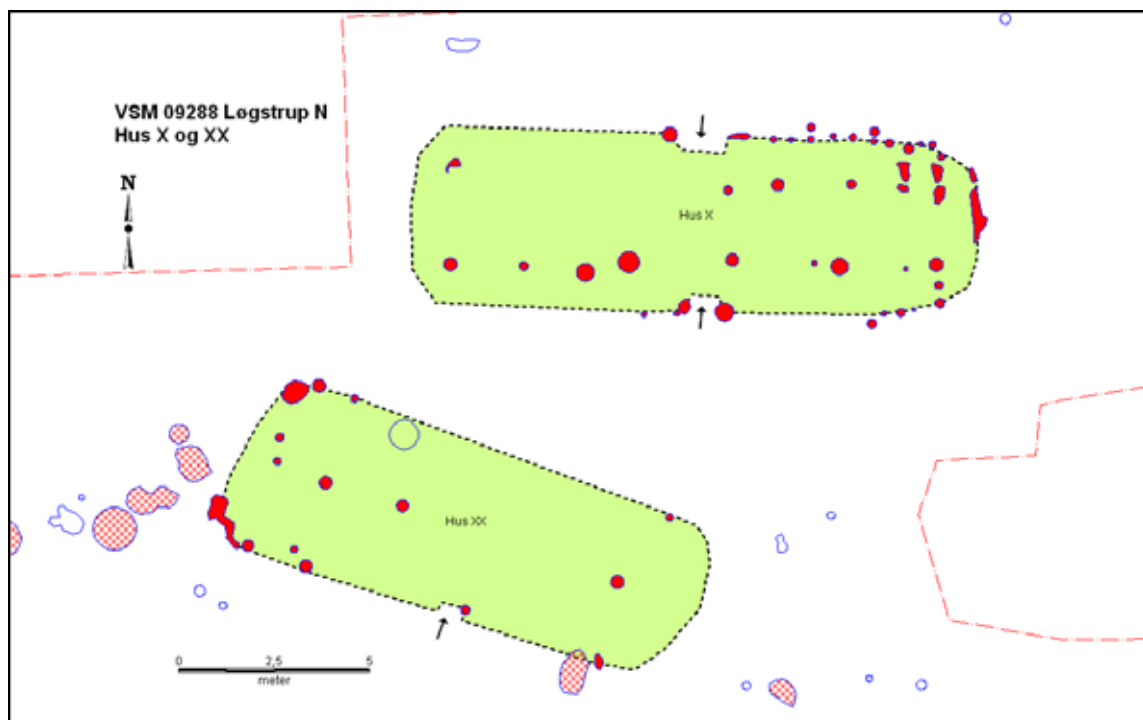 VSM 09288 Løgstrup N
Hus X og XX
N
Hus X
Hus XX
0 2,5 5
meter